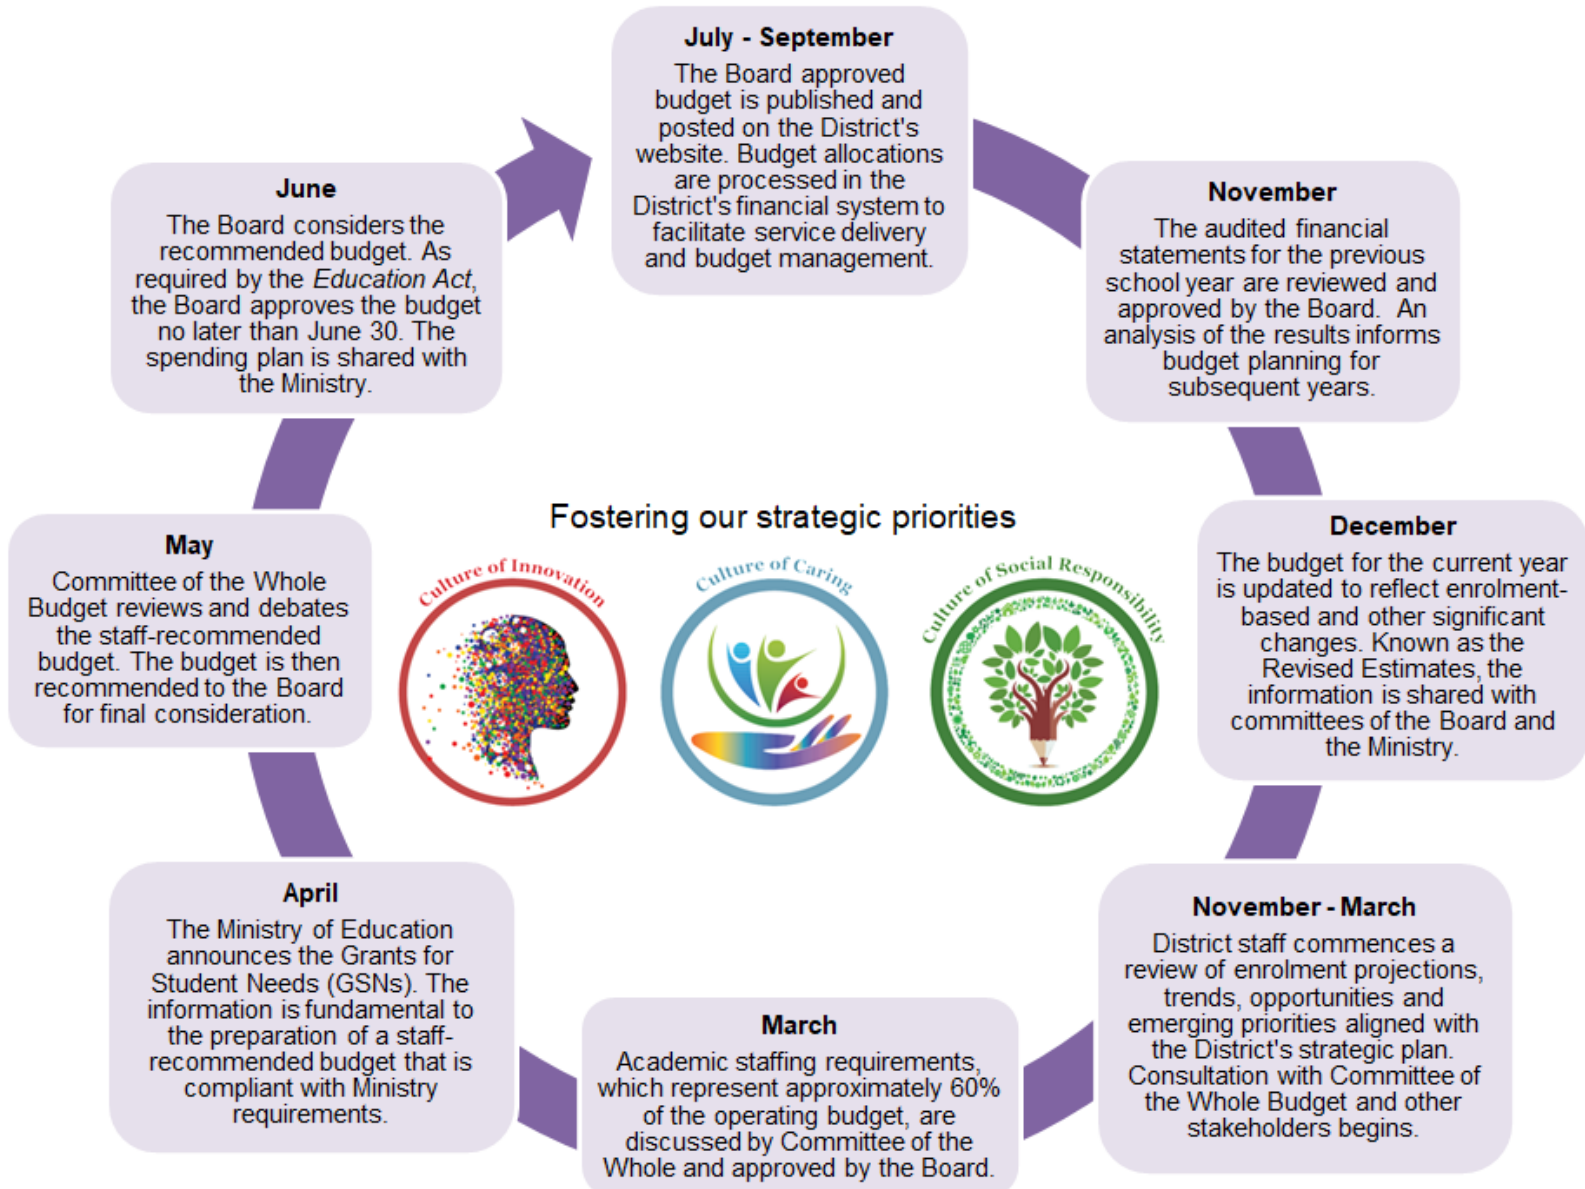 July - September
The Board approved
budget is published and
posted on the District's
website. Budget allocations
are processed in the
District's financial system to
facilitate service delivery
and budget management.
November
The audited financial
statements for the previous
school year are reviewed and
approved by the Board.  An
analysis of the results informs
budget planning for
subsequent years.
December
The budget for the current year
is updated to reflect enrolment-
based and other significant
changes. Known as the
Revised Estimates, the
information is shared with
committees of the Board and
the Ministry.
November - March
District staff commences a
review of enrolment projections,
trends, opportunities and
emerging priorities aligned with
the District's strategic plan.
Consultation with Committee of
the Whole Budget and other
stakeholders begins.
March
Academic staffing requirements,
which represent approximately 60%
of the operating budget, are
discussed by Committee of the
Whole and approved by the Board.
April
The Ministry of Education
announces the Grants for
Student Needs (GSNs). The
information is fundamental to
the preparation of a staff-
recommended budget that is
compliant with Ministry
requirements.
May
Committee of the Whole
Budget reviews and debates
the staff-recommended
budget. The budget is then
recommended to the Board
for final consideration.
June
The Board considers the
recommended budget. As
required by the Education Act,
the Board approves the budget
no later than June 30. The
spending plan is shared with
the Ministry.
Fostering our strategic priorities
Culture of Innovation
Culture of Caring
Culture of Social Responsibility